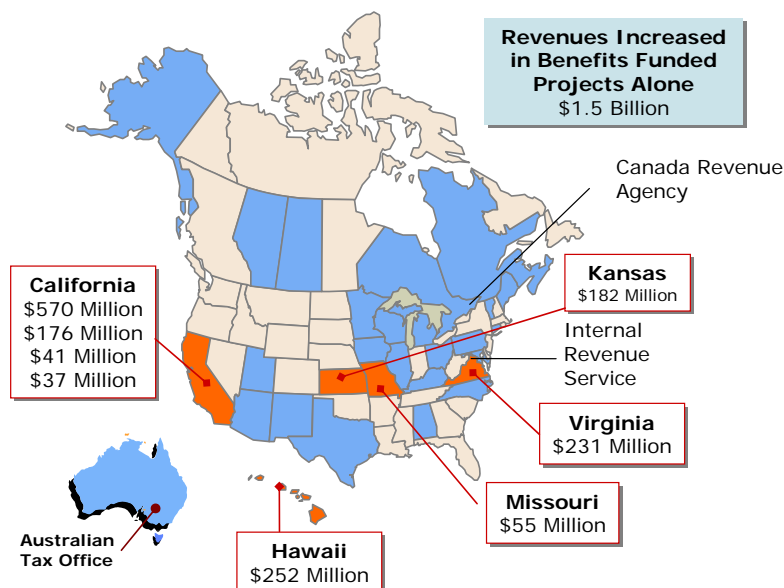 Revenues Increased
in Benefits Funded
Projects Alone
$1.5 Billion
Canada Revenue
Agency
Kansas
$182 Million
California
$570 Million
$176 Million
$41 Million
$37 Million
Internal
Revenue
Service
Virginia
$231 Million
Missouri
$55 Million
Australian
Tax Office
Hawaii
$252 Million